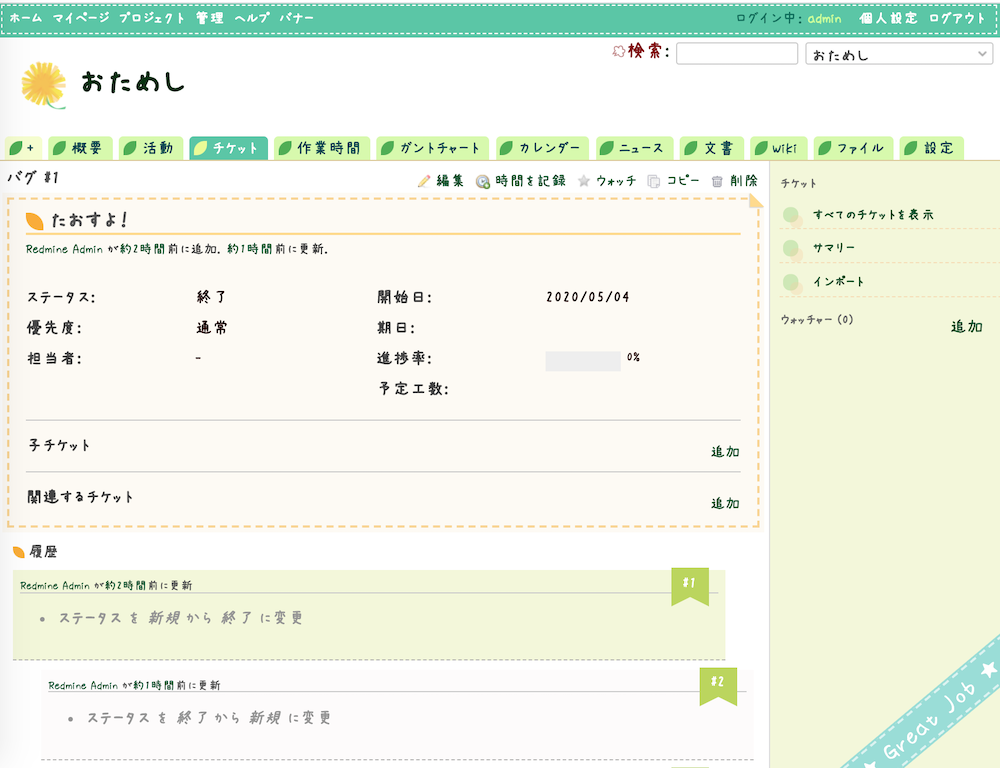 ホーム マイページ プロジェクト 管理 ヘルプ バナー ログイン中: admin 個人設定 ログアウト
検索: おためし
おためし
+ 概要 活動 チケット 作業時間 ガントチャート カレンダー ニュース 文書 Wiki ファイル 設定
バグ #1
編集 時間を記録 ウォッチ コピー 削除
たおすよ!
Redmine Admin が約2時間前に追加. 約1時間前に更新.
ステータス: 終了 開始日: 2020/05/04
優先度: 通常 期日:
担当者: - 進捗率: 0%
予定工数:
子チケット 追加
関連するチケット 追加
履歴
Redmine Admin が約2時間前に更新 #1
• ステータス を 新規 から 終了 に変更
Redmine Admin が約1時間前に更新 #2
• ステータス を 終了 から 新規 に変更
チケット
すべてのチケットを表示
サマリー
インポート
ウォッチャー (0) 追加
Great Job